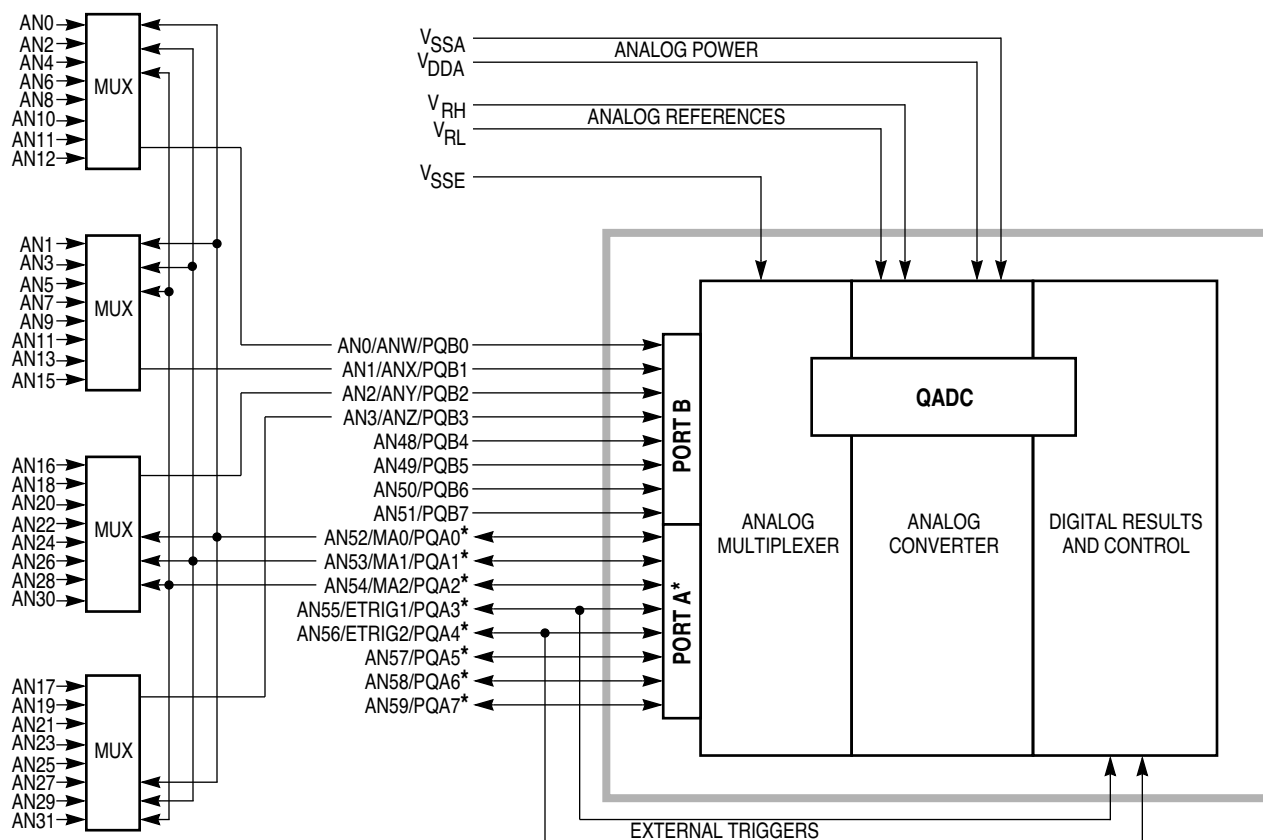 AN0
AN2
AN4
AN6
AN8
AN10
AN11
AN12
MUX
AN1
AN3
AN5
AN7
AN9
AN11
AN13
AN15
MUX
AN16
AN18
AN20
AN22
AN24
AN26
AN28
AN30
MUX
AN17
AN19
AN21
AN23
AN25
AN27
AN29
AN31
MUX
VSSA
VDDA
ANALOG POWER
VRH
VRL
ANALOG REFERENCES
VSSE
AN0/ANW/PQB0
AN1/ANX/PQB1
AN2/ANY/PQB2
AN3/ANZ/PQB3
AN48/PQB4
AN49/PQB5
AN50/PQB6
AN51/PQB7
AN52/MA0/PQA0*
AN53/MA1/PQA1*
AN54/MA2/PQA2*
AN55/ETRIG1/PQA3*
AN56/ETRIG2/PQA4*
AN57/PQA5*
AN58/PQA6*
AN59/PQA7*
PORT B
PORT A*
QADC
ANALOG
MULTIPLEXER
ANALOG
CONVERTER
DIGITAL RESULTS
AND CONTROL
EXTERNAL TRIGGERS